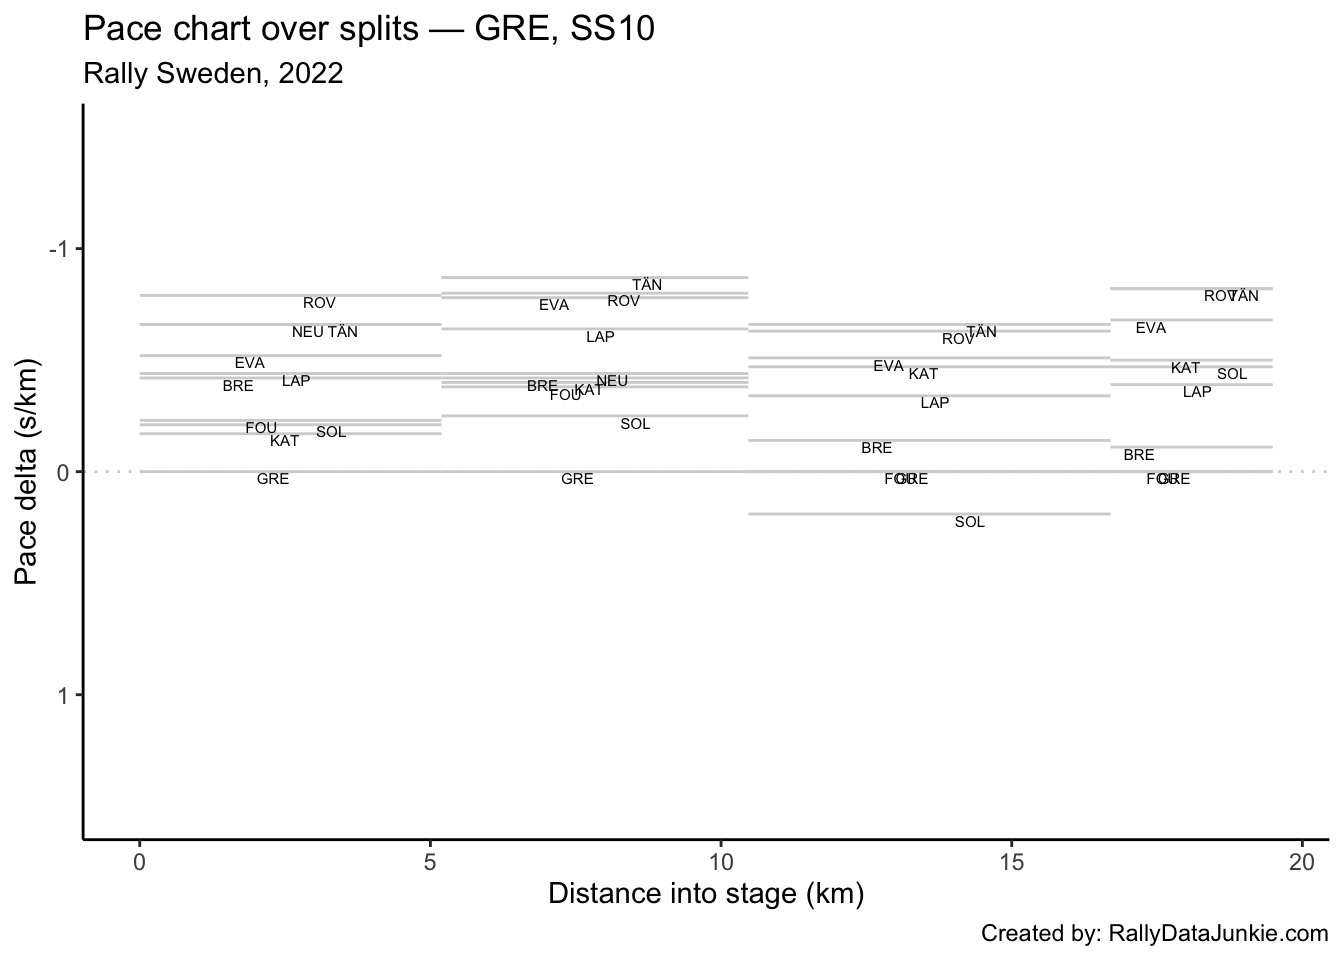 Pace chart over splits — GRE, SS10
Rally Sweden, 2022
Pace delta (s/km)
-1
0
1
ROV
NEU TÄN
EVA
BRE
LAP
FOU
SOL
KAT
GRE
TÄN
EVA
ROV
LAP
BRE
NEU
KAT
FOU
SOL
GRE
TÄN
ROV
EVA
KAT
LAP
BRE
FOU
GRE
SOL
ROV
TÄN
EVA
KAT
SOL
LAP
BRE
FOU
GRE
0 5 10 15 20
Distance into stage (km)
Created by: RallyDataJunkie.com